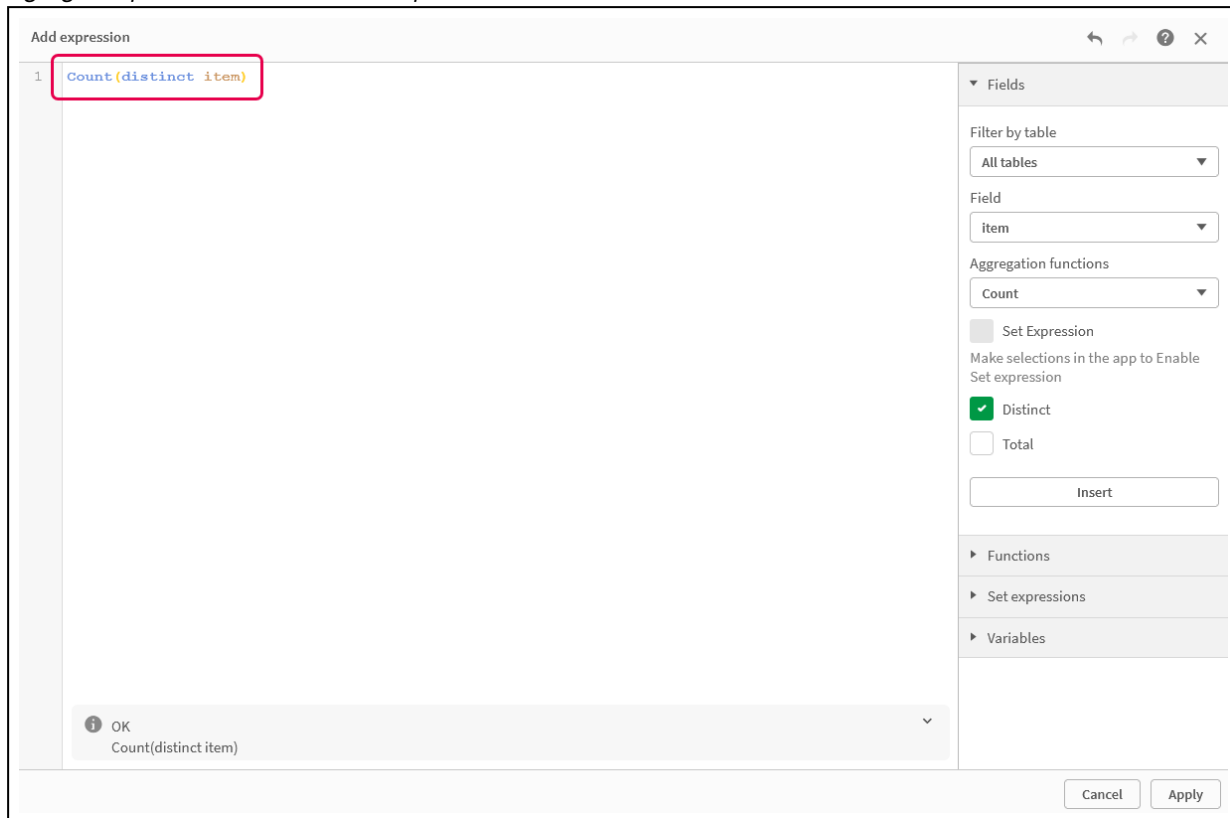 Add expression
1 Count(distinct item)
Fields
Filter by table
All tables
Field
item
Aggregation functions
Count
Set Expression
Make selections in the app to Enable
Set expression
Distinct
Total
Insert
Functions
Set expressions
Variables
OK
Count(distinct item)
Cancel
Apply